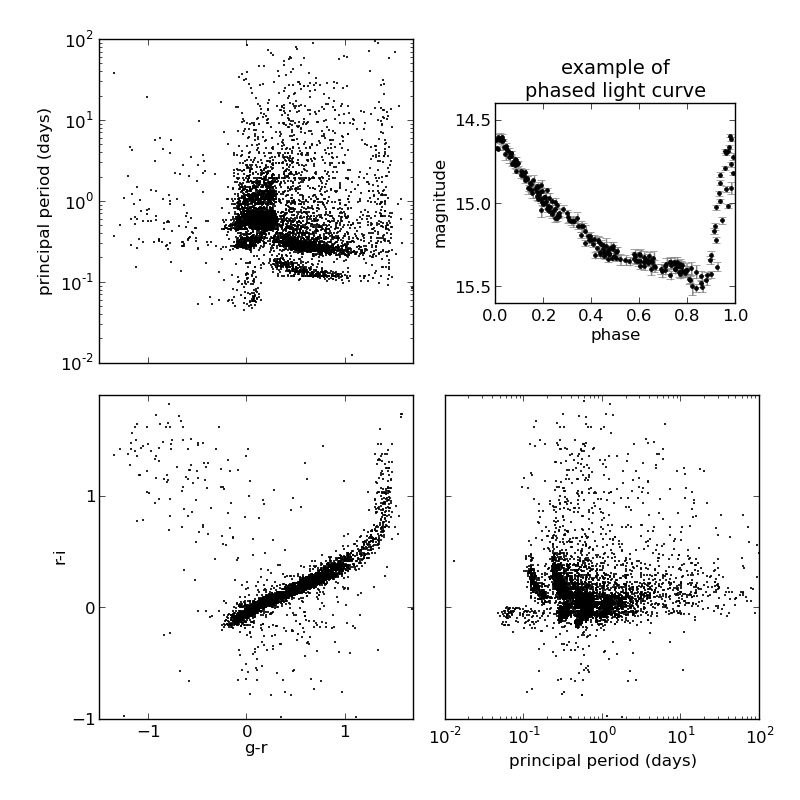 10^2
10^1
10^0
10^-1
10^-2
principal period (days)
example of
phased light curve
14.5
15.0
15.5
magnitude
0.0 0.2 0.4 0.6 0.8 1.0
phase
1
0
−1
r-i
−1 0 1
g-r
10^-2 10^-1 10^0 10^1 10^2
principal period (days)